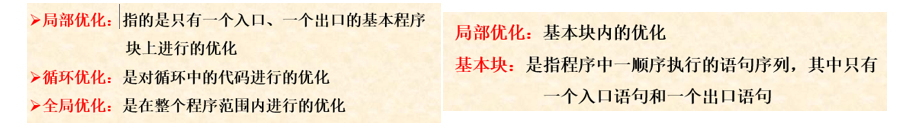 ➢局部优化：指的是只有一个入口、一个出口的基本程序
块上进行的优化
➢循环优化：是对循环中的代码进行的优化
➢全局优化：是在整个程序范围内进行的优化
局部优化：基本块内的优化
基本块：是指程序中一顺序执行的语句序列，其中只有
一个入口语句和一个出口语句